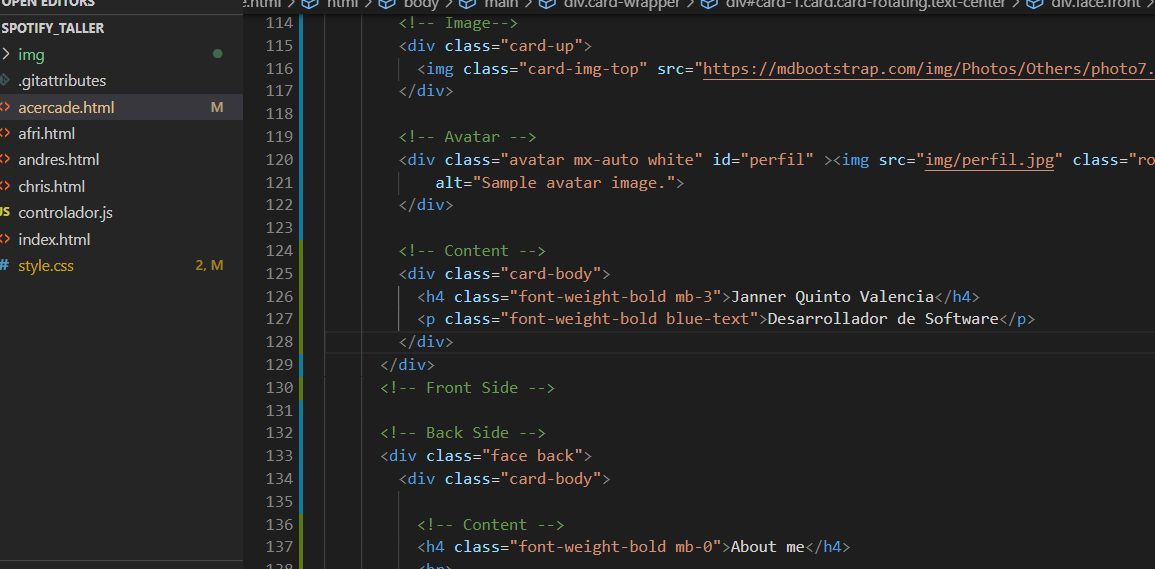 OPEN EDITORS
.html > html > body > main > div.card-wrapper > div#card-1.card.card-rotating.text-center > div.face.front >
SPOTIFY_TALLER
> img
.gitattributes
<> acercade.html M
<> afri.html
<> andres.html
<> chris.html
JS controlador.js
<> index.html
# style.css 2, M
114 <!-- Image-->
115 <div class="card-up">
116 <img class="card-img-top" src="https://mdbootstrap.com/img/Photos/Others/photo7.
117 </div>
118
119 <!-- Avatar -->
120 <div class="avatar mx-auto white" id="perfil" ><img src="img/perfil.jpg" class="ro
121 alt="Sample avatar image.">
122 </div>
123
124 <!-- Content -->
125 <div class="card-body">
126 <h4 class="font-weight-bold mb-3">Janner Quinto Valencia</h4>
127 <p class="font-weight-bold blue-text">Desarrollador de Software</p>
128 </div>
129 </div>
130 <!-- Front Side -->
131
132 <!-- Back Side -->
133 <div class="face back">
134 <div class="card-body">
135
136 <!-- Content -->
137 <h4 class="font-weight-bold mb-0">About me</h4>
138 <hr>